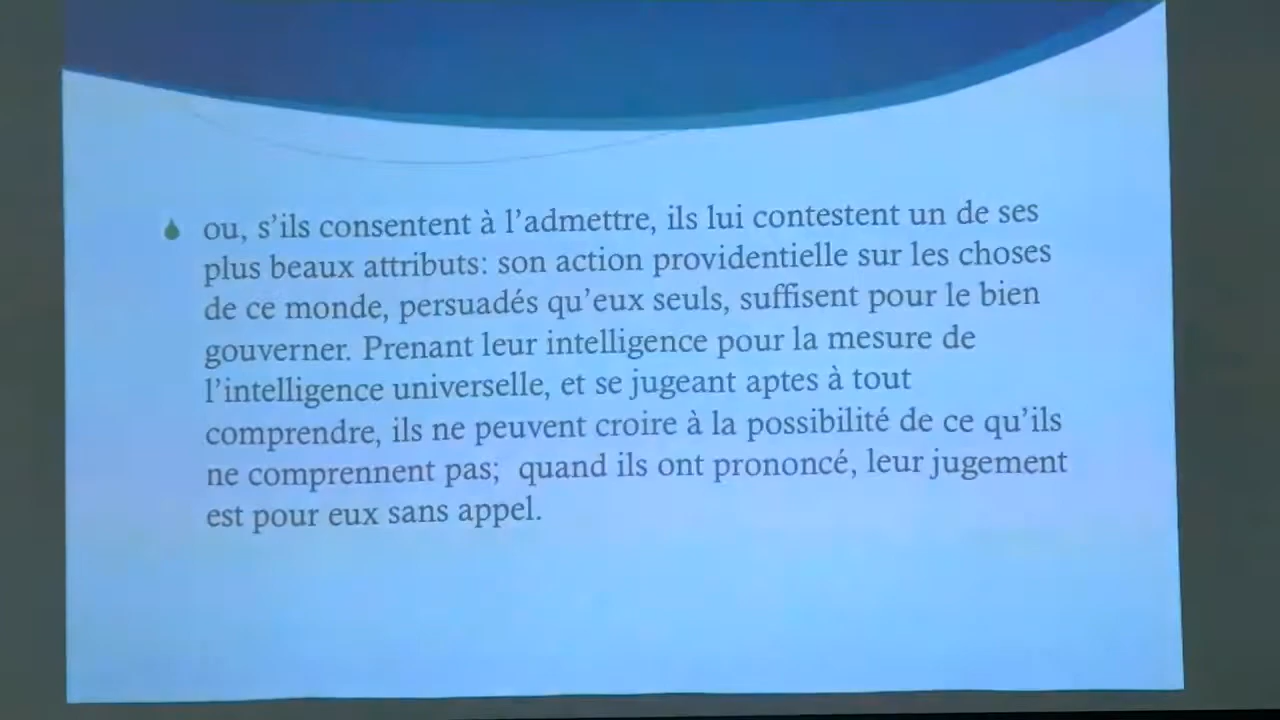 ou, s'ils consentent à l'admettre, ils lui contestent un de ses
plus beaux attributs: son action providentielle sur les choses
de ce monde, persuadés qu'eux seuls, suffisent pour le bien
gouverner. Prenant leur intelligence pour la mesure de
l'intelligence universelle, et se jugeant aptes à tout
comprendre, ils ne peuvent croire à la possibilité de ce qu'ils
ne comprennent pas;  quand ils ont prononcé, leur jugement
est pour eux sans appel.